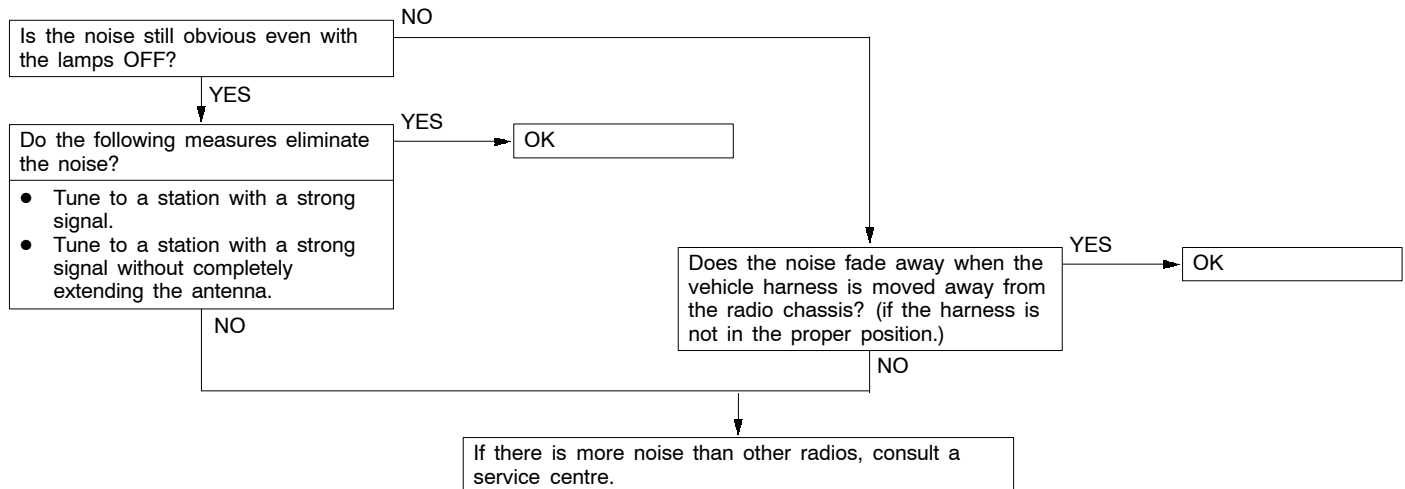 NO
Is the noise still obvious even with
the lamps OFF?
YES
Do the following measures eliminate
the noise?
YES
OK
● Tune to a station with a strong
signal.
● Tune to a station with a strong
signal without completely
extending the antenna.
NO
Does the noise fade away when the
vehicle harness is moved away from
the radio chassis? (if the harness is
not in the proper position.)
YES
OK
NO
If there is more noise than other radios, consult a
service centre.